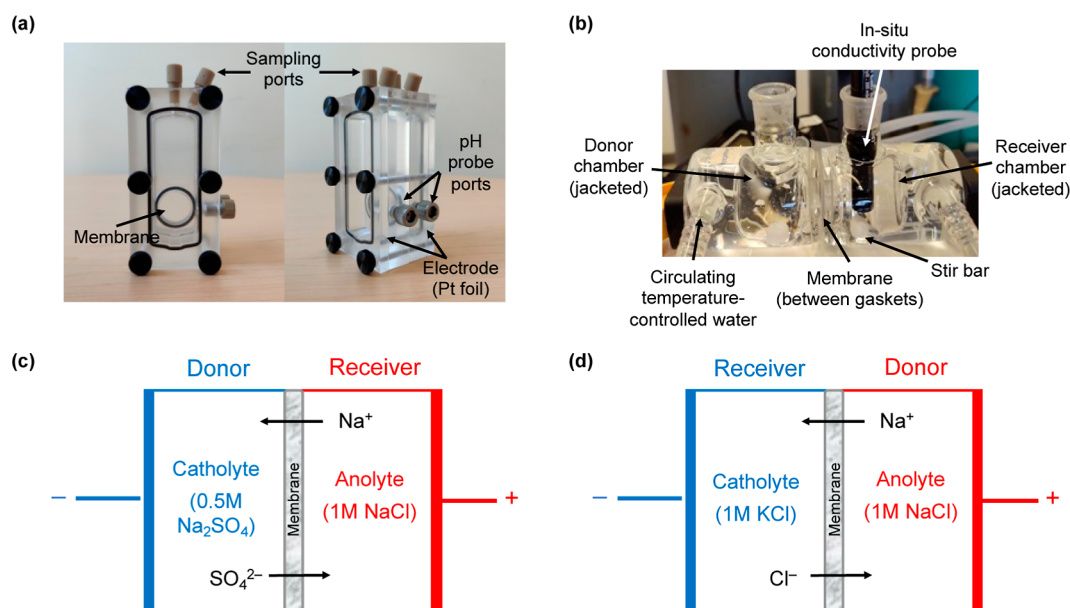 (a)
Sampling
ports
pH
probe
ports
Membrane
Electrode
(Pt foil)
(b)
In-situ
conductivity probe
Donor
chamber
(jacketed)
Receiver
chamber
(jacketed)
Circulating
temperature-
controlled water
Membrane
(between gaskets)
Stir bar
(c)
Donor
Receiver
Na⁺
Catholyte
(0.5M
Na₂SO₄)
Membrane
Anolyte
(1M NaCl)
–
+
SO₄²⁻
(d)
Receiver
Donor
Na⁺
Catholyte
(1M KCl)
Membrane
Anolyte
(1M NaCl)
–
+
Cl⁻